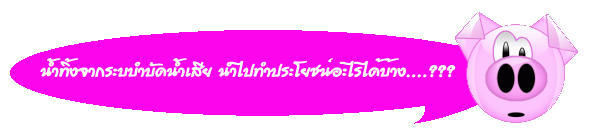 น้ำทิ้งจากระบบำบัดน้ำเสีย นำไปทำประโยชน์อะไรได้บ้าง....???